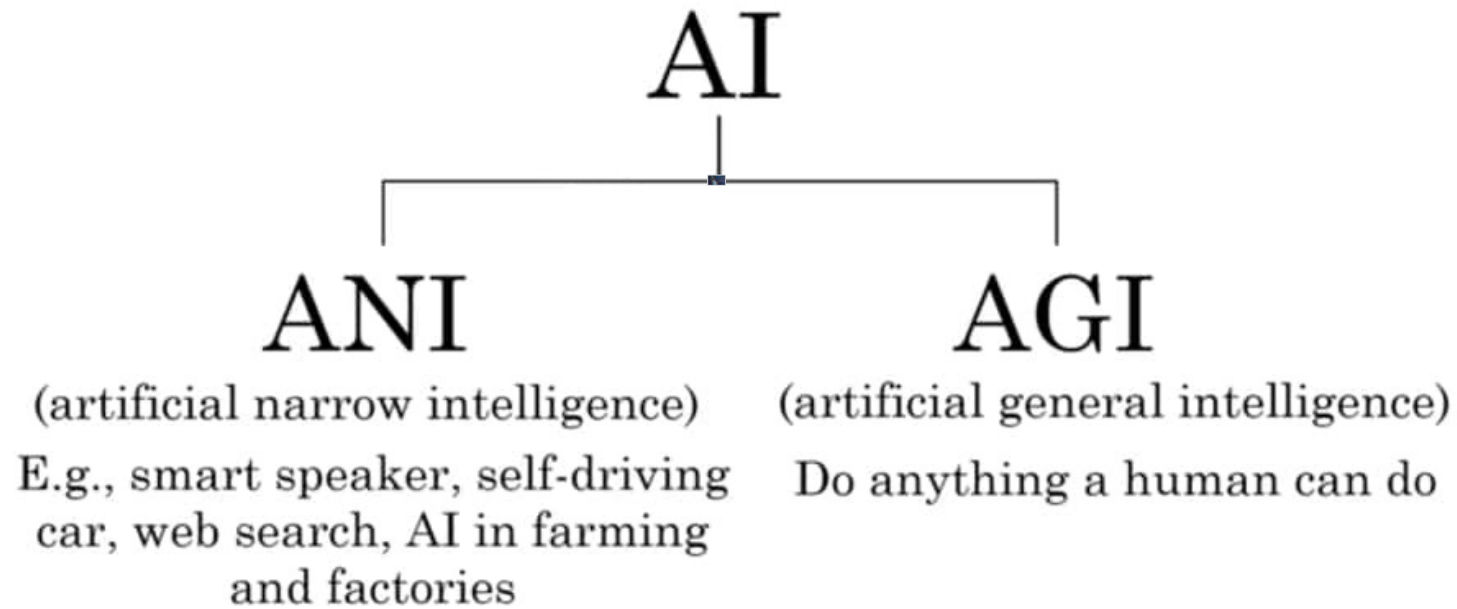 AI
ANI
(artificial narrow intelligence)
E.g., smart speaker, self-driving
car, web search, AI in farming
and factories
AGI
(artificial general intelligence)
Do anything a human can do